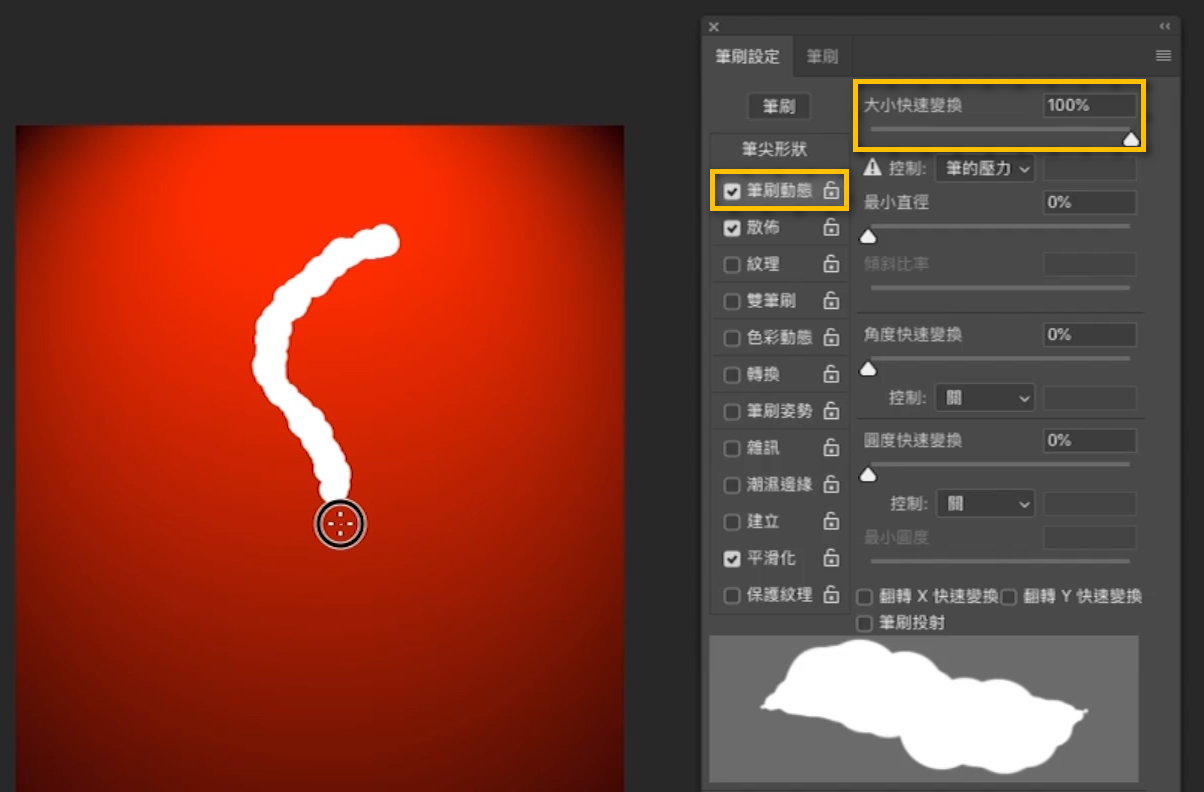 筆刷設定 筆刷
筆刷
筆尖形狀
筆刷動態
散佈
紋理
雙筆刷
色彩動態
轉換
筆刷姿勢
雜訊
潮濕邊緣
建立
平滑化
保護紋理
大小快速變換 100%
控制: 筆的壓力
最小直徑 0%
傾斜比率
角度快速變換 0%
控制: 關
圓度快速變換 0%
控制: 關
最小圓度
翻轉 X 快速變換 翻轉 Y 快速變換
筆刷投射